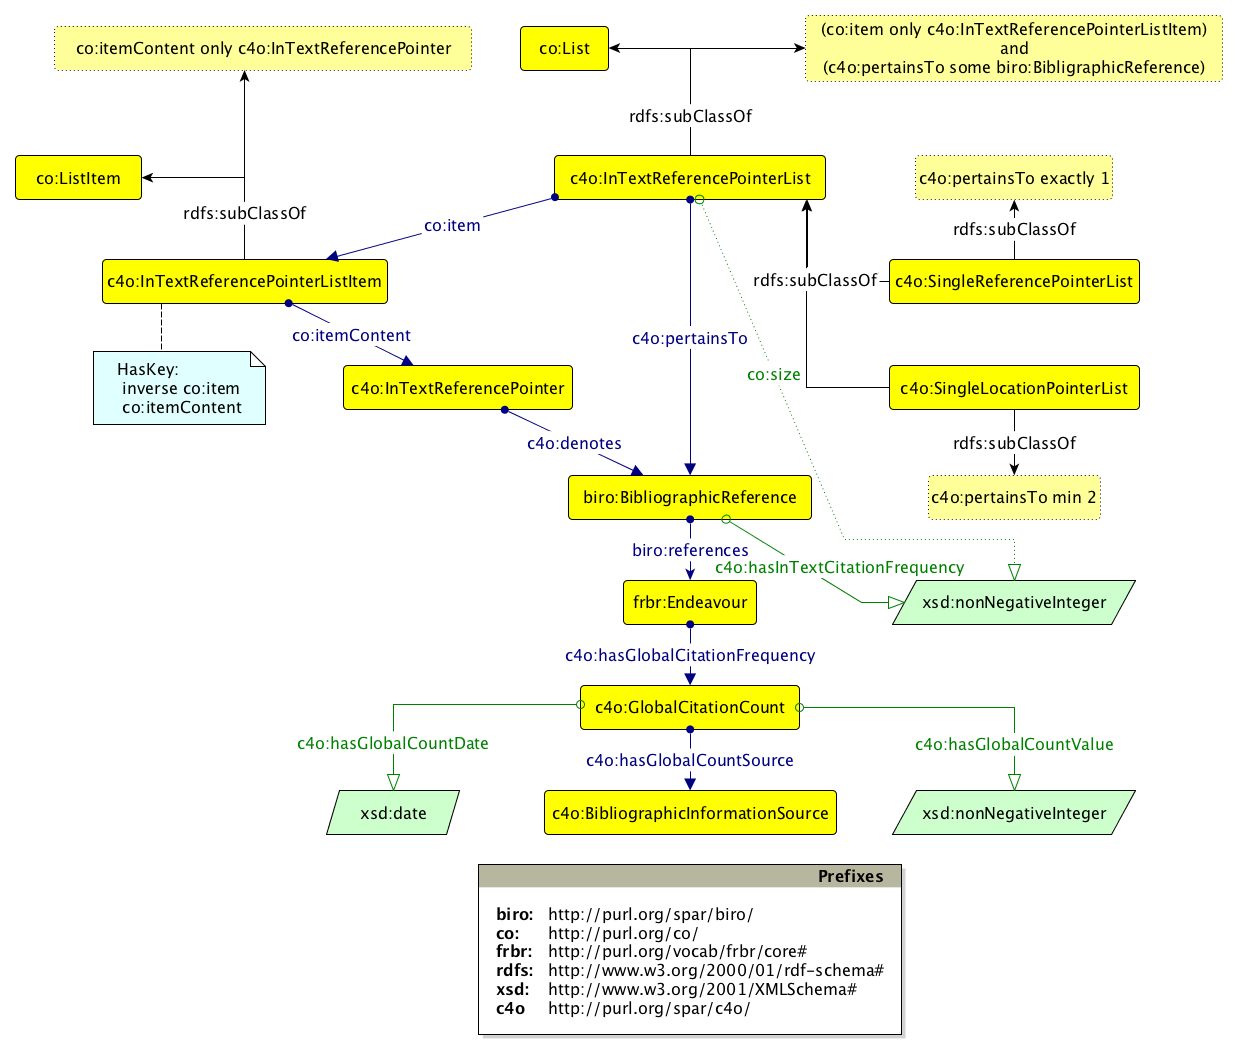 co:itemContent only c4o:InTextReferencePointer
co:List
(co:item only c4o:InTextReferencePointerListItem)
and
(c4o:pertainsTo some biro:BibligraphicReference)
rdfs:subClassOf
co:ListItem
c4o:InTextReferencePointerList
c4o:pertainsTo exactly 1
rdfs:subClassOf
co:item
rdfs:subClassOf
c4o:InTextReferencePointerListItem
rdfs:subClassOf
c4o:SingleReferencePointerList
co:itemContent
c4o:pertainsTo
HasKey:
inverse co:item
co:itemContent
co:size
c4o:InTextReferencePointer
c4o:SingleLocationPointerList
c4o:denotes
rdfs:subClassOf
biro:BibliographicReference
c4o:pertainsTo min 2
biro:references
c4o:hasInTextCitationFrequency
frbr:Endeavour
xsd:nonNegativeInteger
c4o:hasGlobalCitationFrequency
c4o:GlobalCitationCount
c4o:hasGlobalCountDate
c4o:hasGlobalCountValue
c4o:hasGlobalCountSource
xsd:date
c4o:BibliographicInformationSource
xsd:nonNegativeInteger
Prefixes
biro: http://purl.org/spar/biro/
co: http://purl.org/co/
frbr: http://purl.org/vocab/frbr/core#
rdfs: http://www.w3.org/2000/01/rdf-schema#
xsd: http://www.w3.org/2001/XMLSchema#
c4o http://purl.org/spar/c4o/